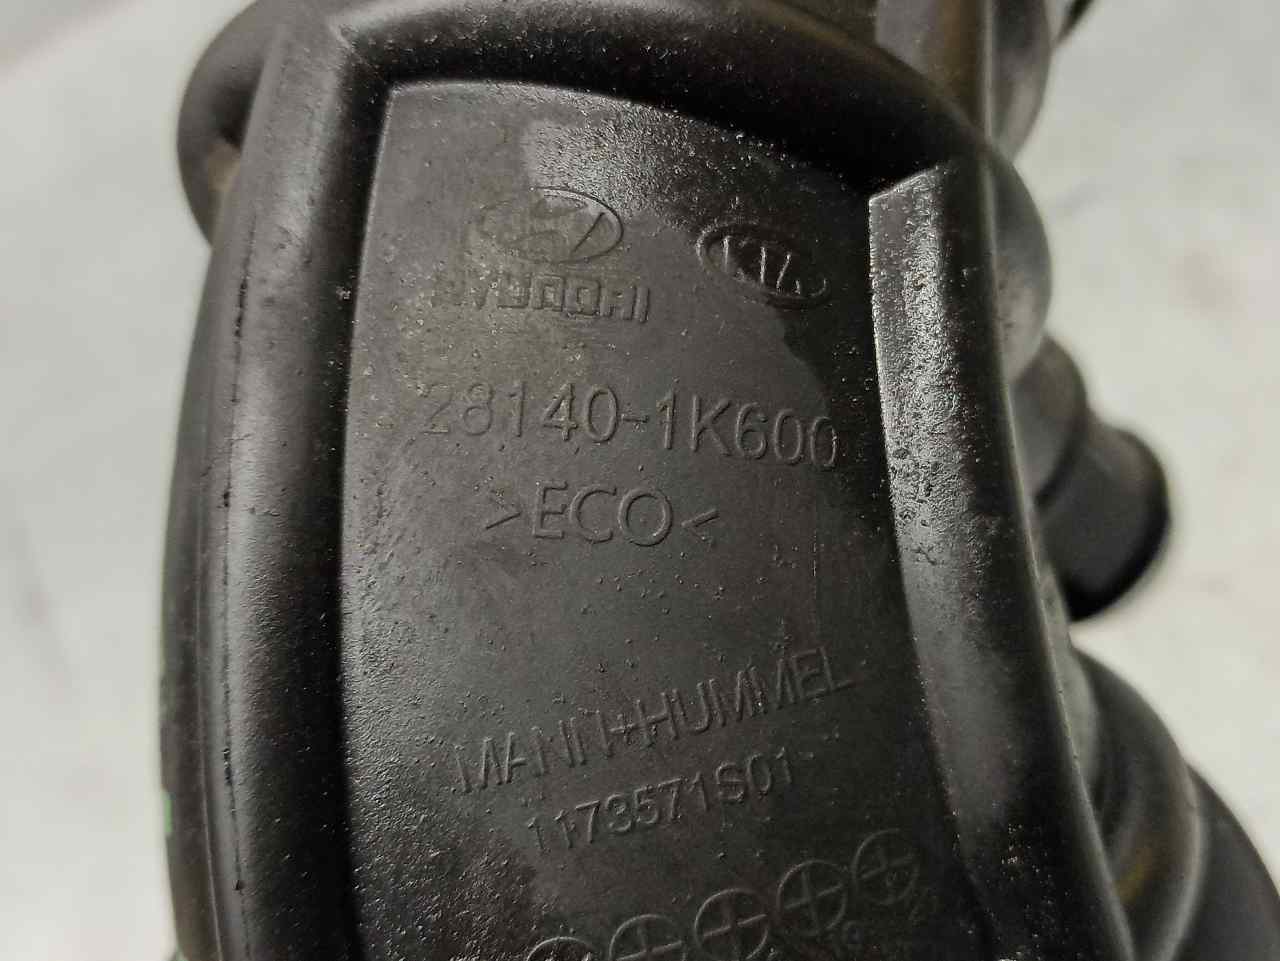 HYUNDAI
KIA
28140-1K600
>ECO<
MANN+HUMMEL
1173571S01